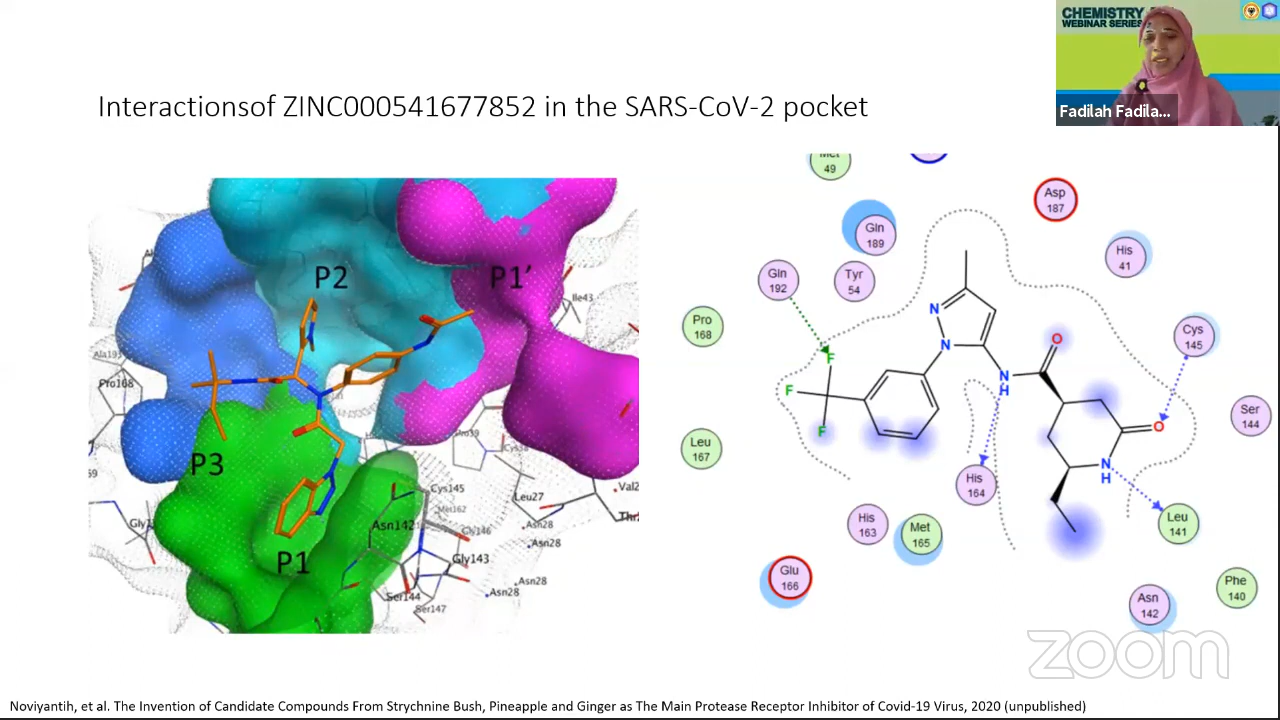 CHEMISTRY
WEBINAR SERIES
Fadilah Fadila...
Interactionsof ZINC000541677852 in the SARS-CoV-2 pocket
P2
P1′
P3
P1
Ile43
Ala193
Pro168
Cys145
Met162
Asn142
Gly146
Gly143
Ser144
Ser147
Leu27
Asn28
Asn28
Asn28
Asn28
Pro39
Val2
Thr
Met
49
Asp
187
Gln
189
His
41
Gln
192
Tyr
54
Pro
168
Cys
145
Leu
167
Ser
144
His
164
His
163
Met
165
Leu
141
Glu
166
Asn
142
Phe
140
N
N
F
F
F
N
H
O
O
N
H
zoom
Noviyantih, et al. The Invention of Candidate Compounds From Strychnine Bush, Pineapple and Ginger as The Main Protease Receptor Inhibitor of Covid-19 Virus, 2020 (unpublished)